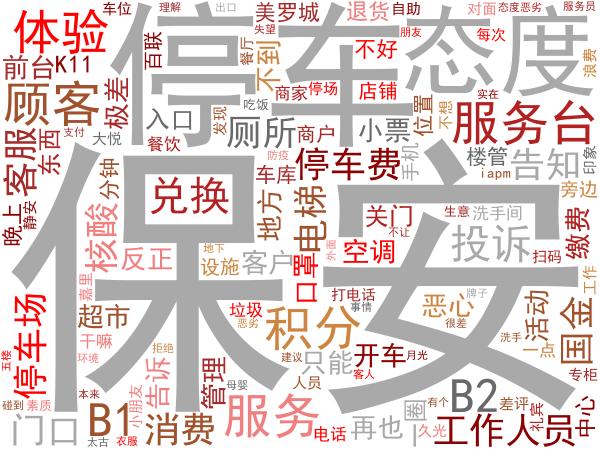 车位 理解 出口 美罗城 退货 自助 对面 态度恶劣 服务员
体验 停车 态度 百联 不到 不好 失望 餐厅 朋友 每次 浪费
前台 K11 商家 停场 店铺
顾客 极差 入口 吃饭 发现 厕所 商户 小票 位置 不想 实在 服务台
客服 东西 支付 大悦 餐饮 防疫 停车费 手机 楼管 告知 印象
保安 分钟 兑换 车库 地方 电梯 iapm
晚上 静安 核酸 反正 关门 生意 洗手间 旁边 缴费
地下 外面 不让 空调 投诉 扫码
嘉里 设施 客户 口罩 打电话 恶心 牌子 工作
停车场 超市 垃圾 恶劣 事情 很差 洗手 活动 一点 国金
五楼 干嘛 积分 拒绝 建议 只能 开车 月光 专柜
环境 告诉 管理 母婴 人员 客人 B2 有个 差评
碰到 素质 本来 小朋友 B1 服务 再也 一圈 礼宾 中心
门口 太古 衣服 消费 电话 久光 工作人员